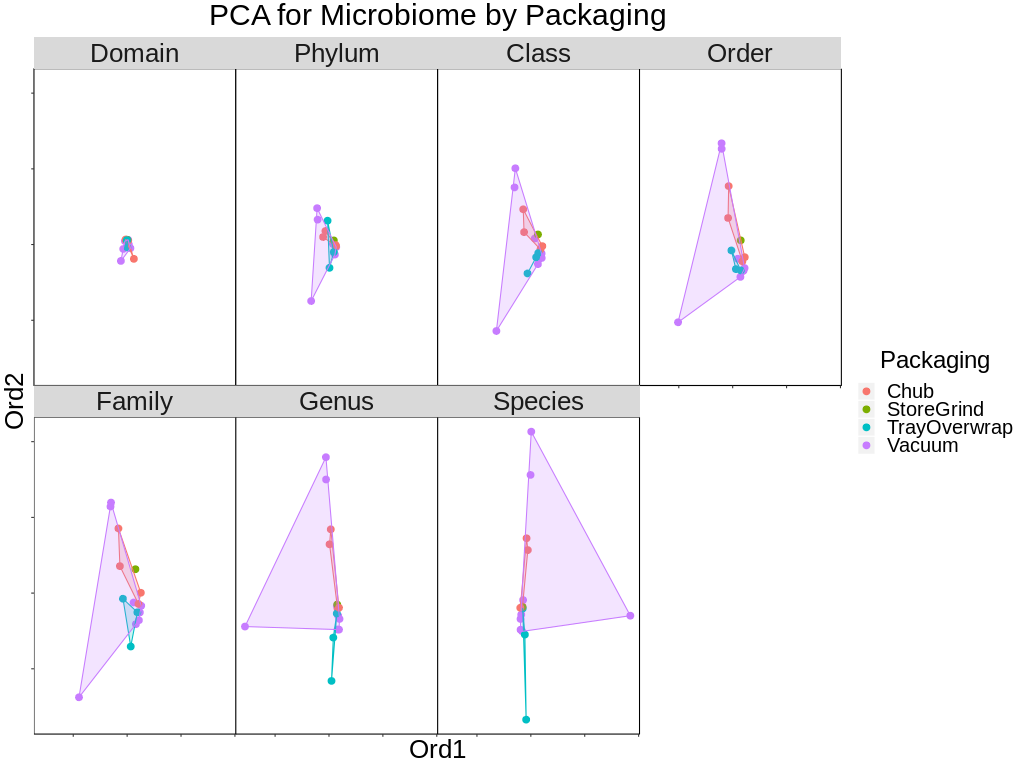 PCA for Microbiome by Packaging
Domain
Phylum
Class
Order
Family
Genus
Species
Ord2
Ord1
Packaging
Chub
StoreGrind
TrayOverwrap
Vacuum